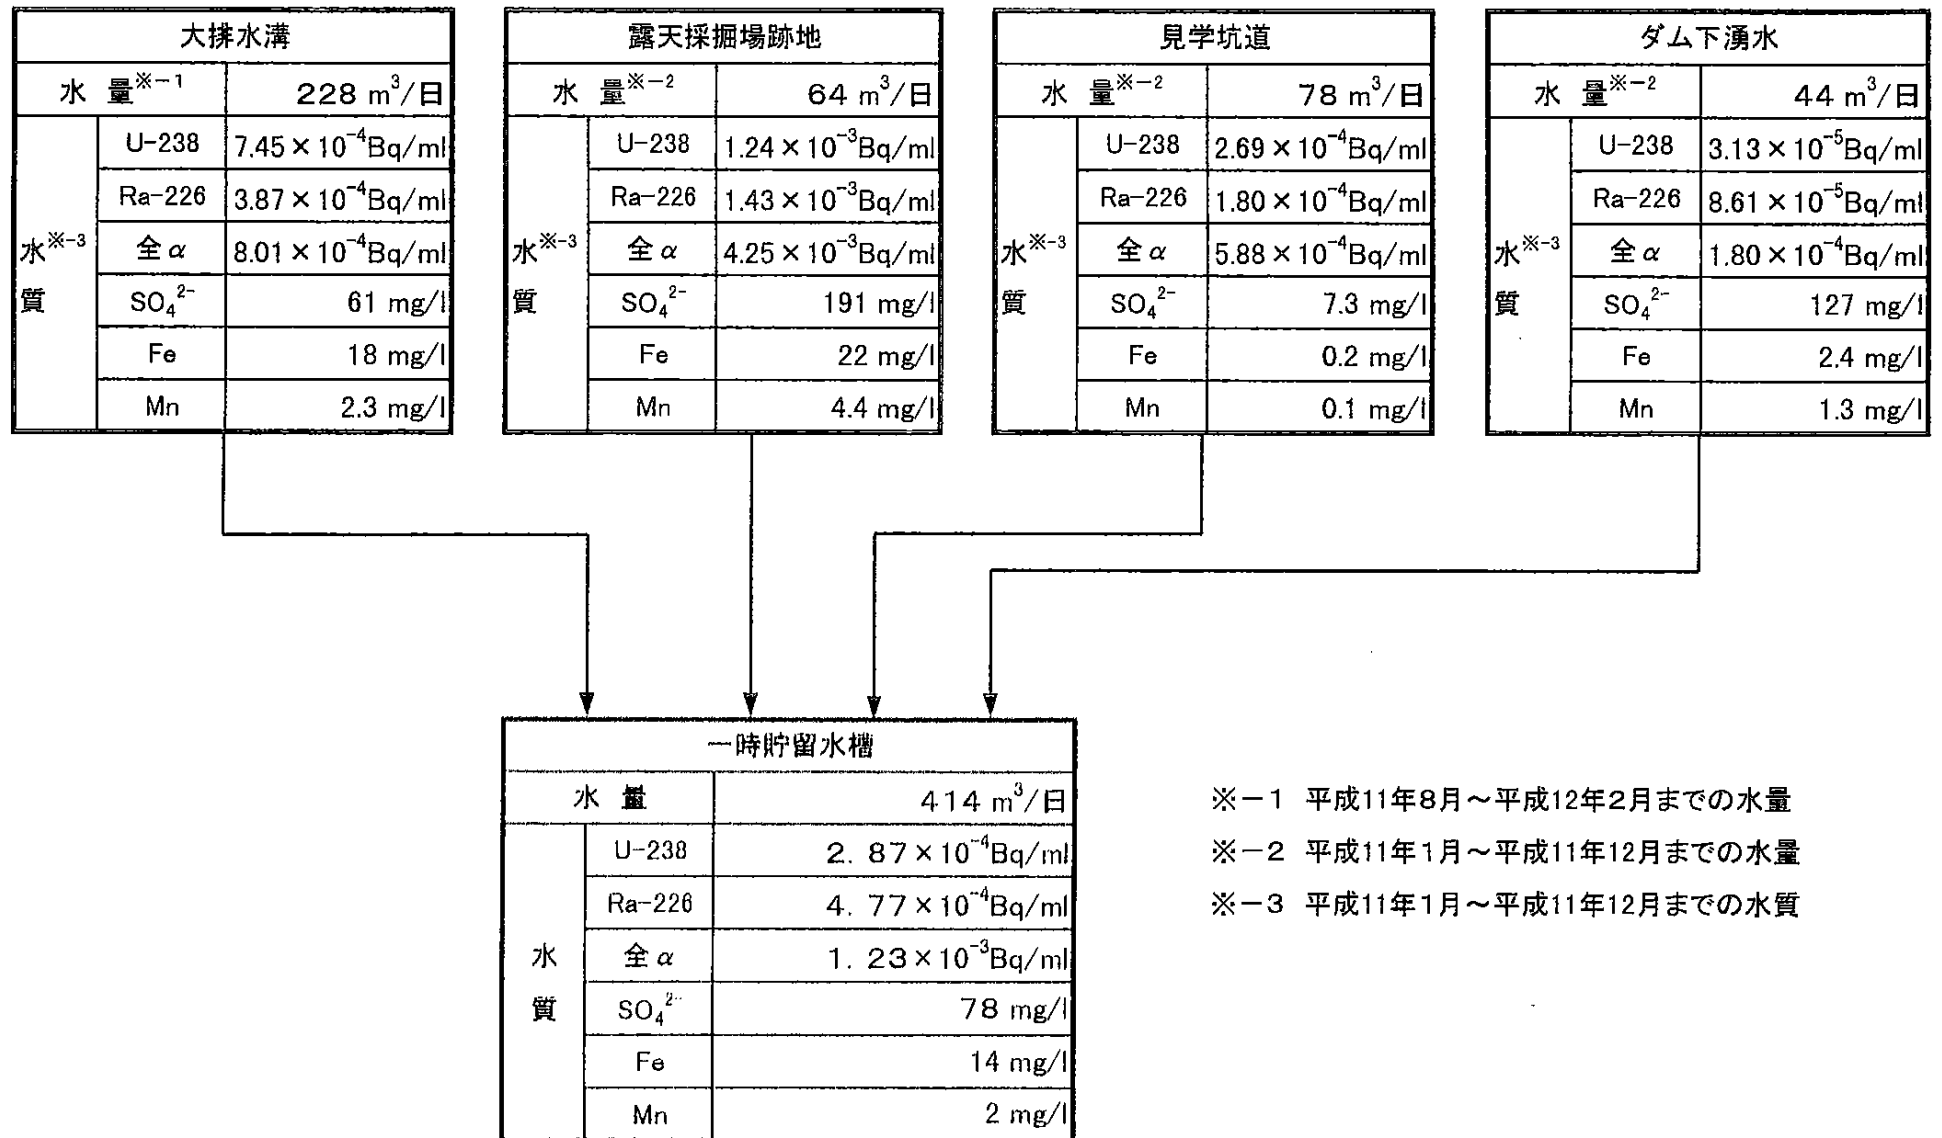 大排水溝
水 量※-1 228 m³/日
水※-3質
U-238 7.45×10⁻⁴Bq/ml
Ra-226 3.87×10⁻⁴Bq/ml
全α 8.01×10⁻⁴Bq/ml
SO₄²⁻ 61 mg/l
Fe 18 mg/l
Mn 2.3 mg/l
露天採掘場跡地
水 量※-2 64 m³/日
水※-3質
U-238 1.24×10⁻³Bq/ml
Ra-226 1.43×10⁻³Bq/ml
全α 4.25×10⁻³Bq/ml
SO₄²⁻ 191 mg/l
Fe 22 mg/l
Mn 4.4 mg/l
見学坑道
水 量※-2 78 m³/日
水※-3質
U-238 2.69×10⁻⁴Bq/ml
Ra-226 1.80×10⁻⁴Bq/ml
全α 5.88×10⁻⁴Bq/ml
SO₄²⁻ 7.3 mg/l
Fe 0.2 mg/l
Mn 0.1 mg/l
ダム下湧水
水 量※-2 44 m³/日
水※-3質
U-238 3.13×10⁻⁵Bq/ml
Ra-226 8.61×10⁻⁵Bq/ml
全α 1.80×10⁻⁴Bq/ml
SO₄²⁻ 127 mg/l
Fe 2.4 mg/l
Mn 1.3 mg/l
一時貯留水槽
水 量 414 m³/日
水質
U-238 2.87×10⁻⁴Bq/ml
Ra-226 4.77×10⁻⁴Bq/ml
全α 1.23×10⁻³Bq/ml
SO₄²⁻ 78 mg/l
Fe 14 mg/l
Mn 2 mg/l
※-1 平成11年8月～平成12年2月までの水量
※-2 平成11年1月～平成11年12月までの水量
※-3 平成11年1月～平成11年12月までの水質